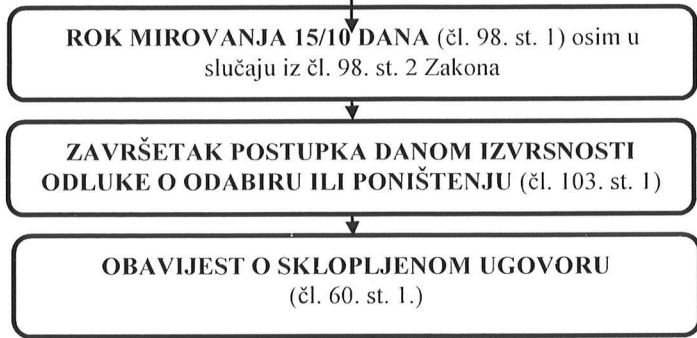 ROK MIROVANJA 15/10 DANA (čl. 98. st. 1) osim u
slučaju iz čl. 98. st. 2 Zakona
ZAVRŠETAK POSTUPKA DANOM IZVRSNOSTI
ODLUKE O ODABIRU ILI PONIŠTENJU (čl. 103. st. 1)
OBAVIJEST O SKLOPLJENOM UGOVORU
(čl. 60. st. 1.)